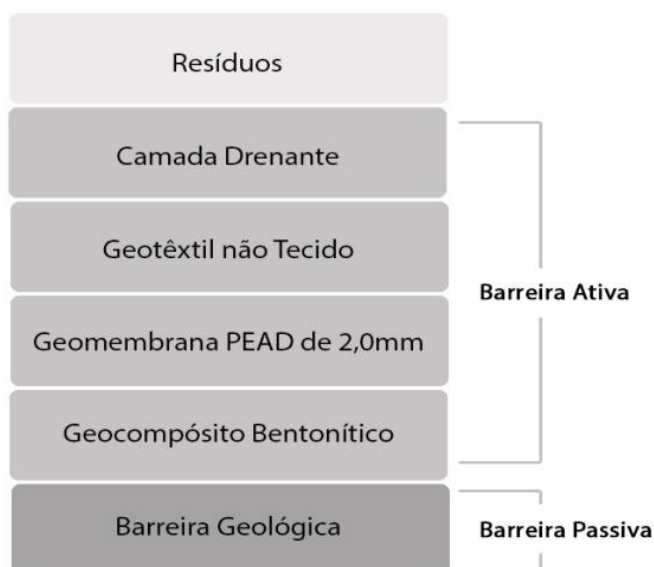 Resíduos
Camada Drenante
Geotêxtil não Tecido
Barreira Ativa
Geomembrana PEAD de 2,0mm
Geocompósito Bentonítico
Barreira Geológica
Barreira Passiva